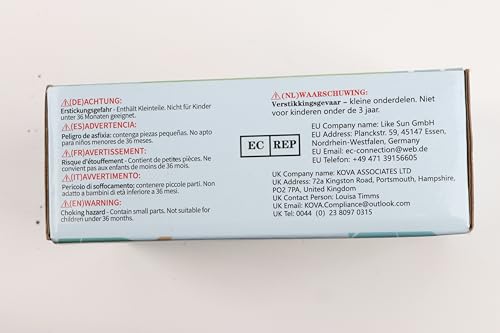 ⚠(DE)ACHTUNG:
Erstickungsgefahr - Enthält Kleinteile. Nicht für Kinder
unter 36 Monaten geeignet.
⚠(ES)ADVERTENCIA:
Peligro de asfixia: contenga piezas pequeñas. No apto
para niños menores de 36 meses.
⚠(FR)AVERTISSEMENT:
Risque d'étouffement - Contient de petites pièces. Ne
convient pas aux enfants de moins de 36 mois.
⚠(IT)AVVERTIMENTO:
Pericolo di soffocamento: contenere piccole parti. Non
adatto a bambini di età inferiore a 36 mesi.
⚠(EN)WARNING:
Choking hazard - Contain small parts. Not suitable for
children under 36 months.
⚠(NL)WAARSCHUWING:
Verstikkingsgevaar – kleine onderdelen. Niet
voor kinderen onder de 3 jaar.
EC REP
EU Company name: Like Sun GmbH
EU Address: Planckstr. 59, 45147 Essen,
Nordrhein-Westfalen, Germany
EU Email: ec-connection@web.de
EU Telefon: +49 471 39156605
UK Company name: KOVA ASSOCIATES LTD
UK Address: 72a Kingston Road, Portsmouth, Hampshire,
PO2 7PA, United Kingdom
UK Contact Person: Louisa Timms
UK Email: KOVA.Compliance@outlook.com
UK Tel: 0044 (0) 23 8097 0315